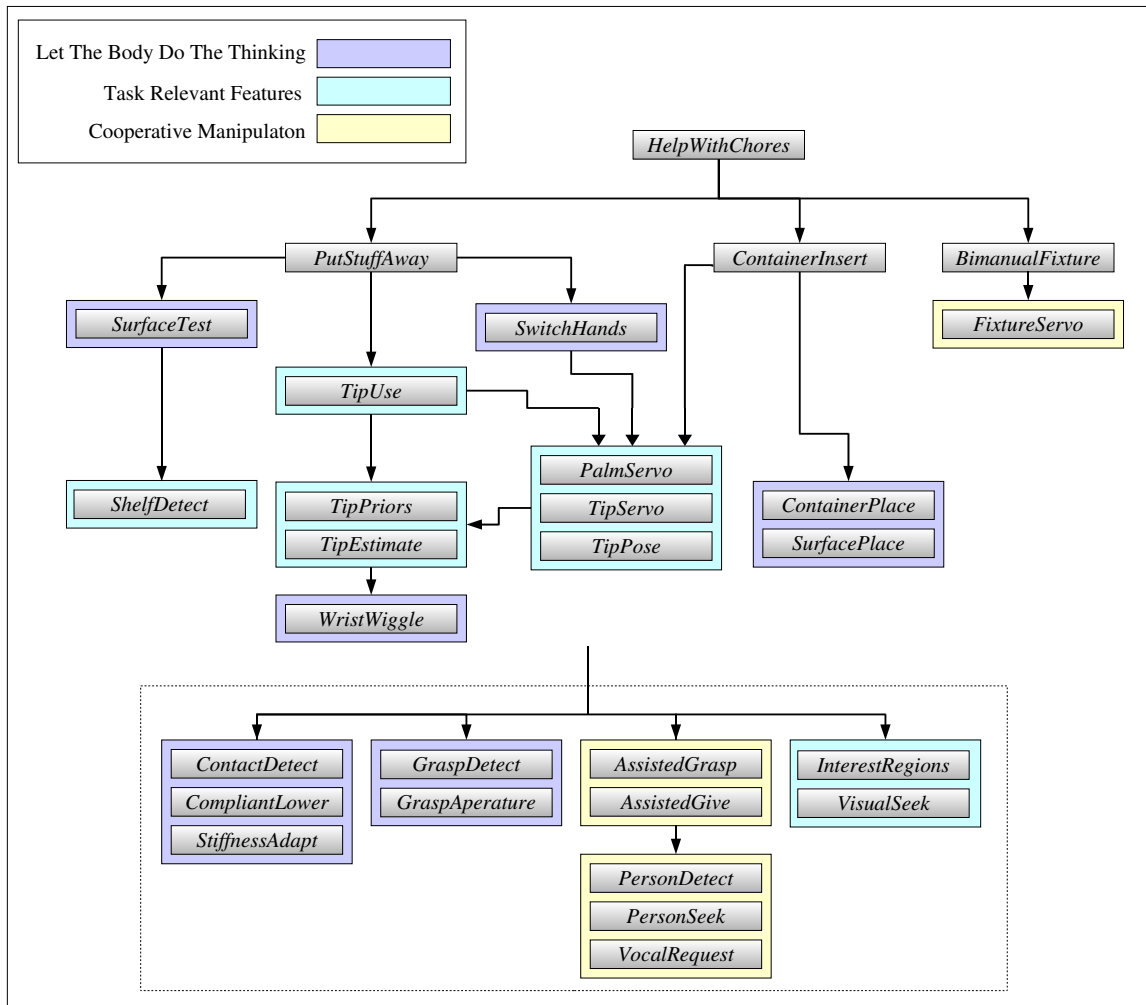 Let The Body Do The Thinking
Task Relevant Features
Cooperative Manipulaton
HelpWithChores
PutStuffAway
ContainerInsert
BimanualFixture
SurfaceTest
SwitchHands
FixtureServo
TipUse
PalmServo
ShelfDetect
TipPriors
TipServo
ContainerPlace
TipEstimate
TipPose
SurfacePlace
WristWiggle
ContactDetect
GraspDetect
AssistedGrasp
InterestRegions
CompliantLower
GraspAperature
AssistedGive
VisualSeek
StiffnessAdapt
PersonDetect
PersonSeek
VocalRequest